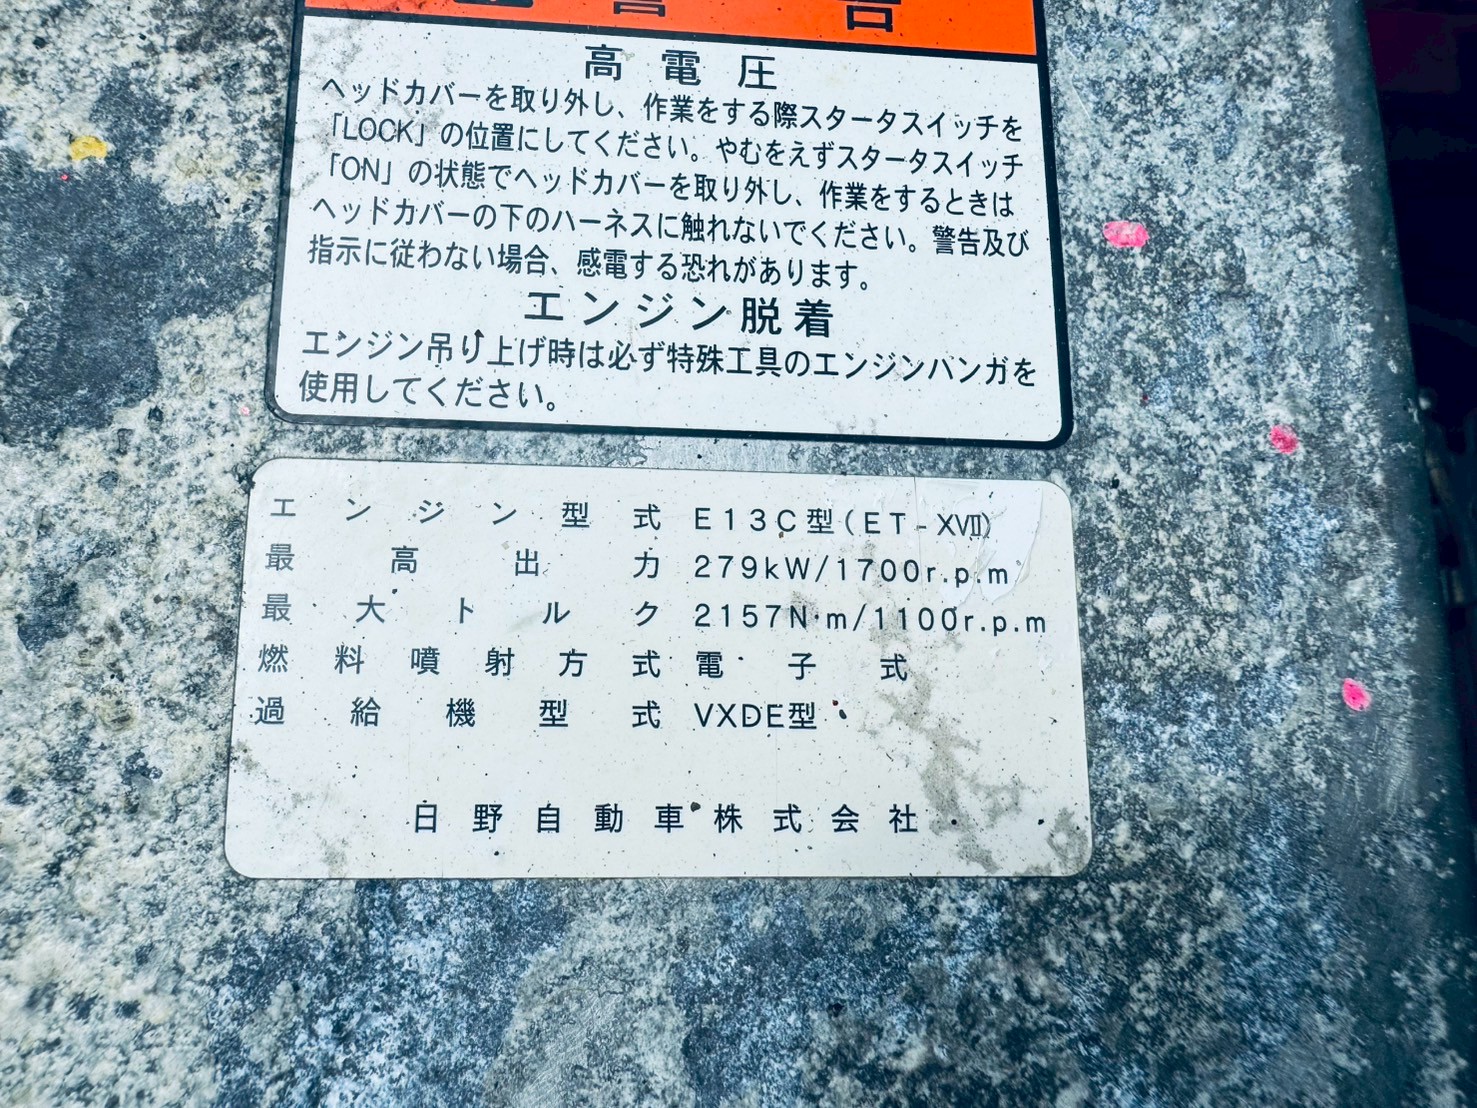 警告
高電圧
ヘッドカバーを取り外し、作業をする際スタータスイッチを
「LOCK」の位置にしてください。やむをえずスタータスイッチ
「ON」の状態でヘッドカバーを取り外し、作業をするときは
ヘッドカバーの下のハーネスに触れないでください。警告及び
指示に従わない場合、感電する恐れがあります。
エンジン脱着
エンジン吊り上げ時は必ず特殊工具のエンジンハンガを
使用してください。
エンジン型式 E13C型(ET-XⅦ)
最高出力 279kW/1700r.p.m
最大トルク 2157N·m/1100r.p.m
燃料噴射方式 電子式
過給機型式 VXDE型
日野自動車株式会社